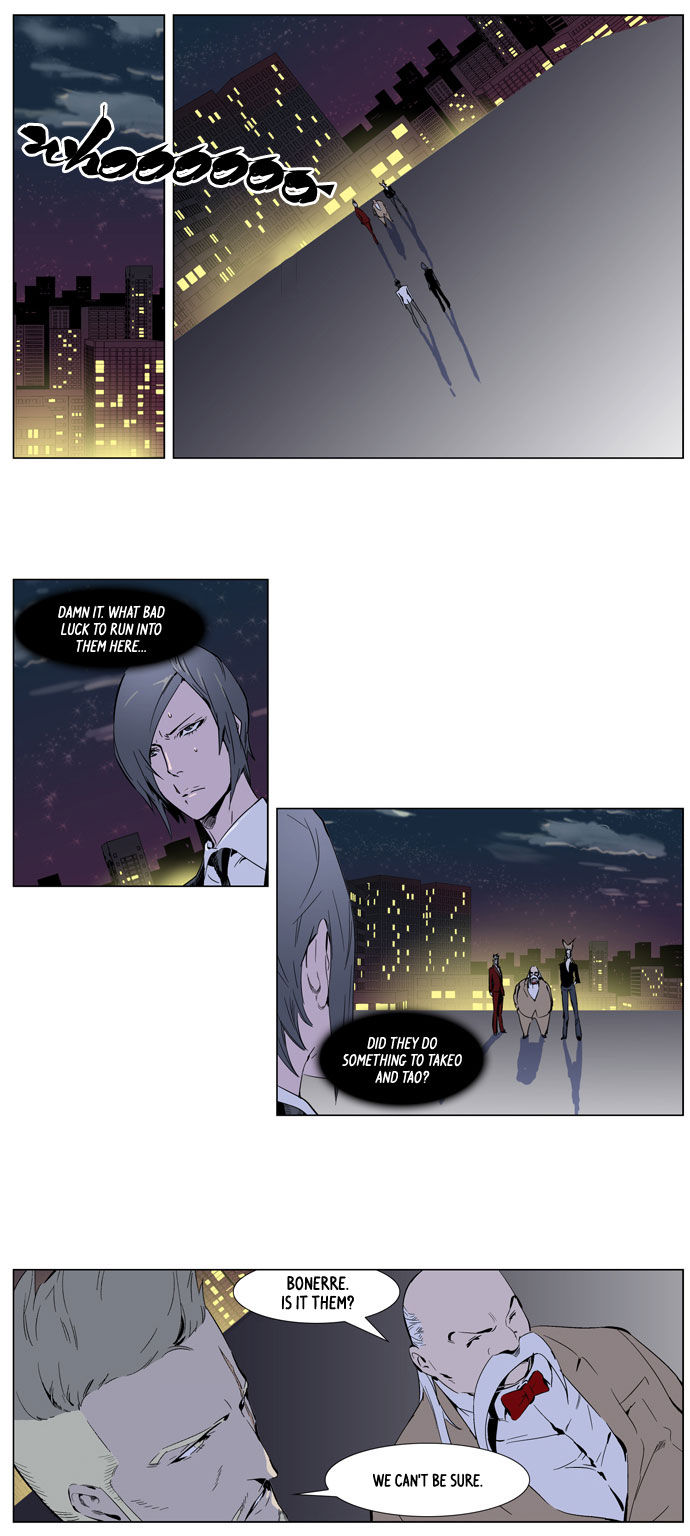 whoooooo
DAMN IT. WHAT BAD
LUCK TO RUN INTO
THEM HERE...
DID THEY DO
SOMETHING TO TAKEO
AND TAO?
BONERRE.
IS IT THEM?
WE CAN'T BE SURE.